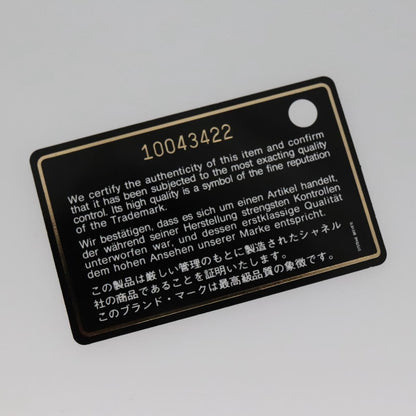 10043422
We certify the authenticity of this item and confirm
that it has been subjected to the most exacting quality
control. Its high quality is a symbol of the fine reputation
of the Trademark.
Wir bestätigen, dass es sich um einen Artikel handelt,
der während seiner Herstellung strengsten Kontrollen
unterworfen war, und dessen erstklassige Qualität
dem hohen Ansehen unserer Marke entspricht.
この製品は厳しい管理のもとに製造されたシャネル
社の商品であることを証明いたします。
このブランド・マークは最高級品質の象徴です。